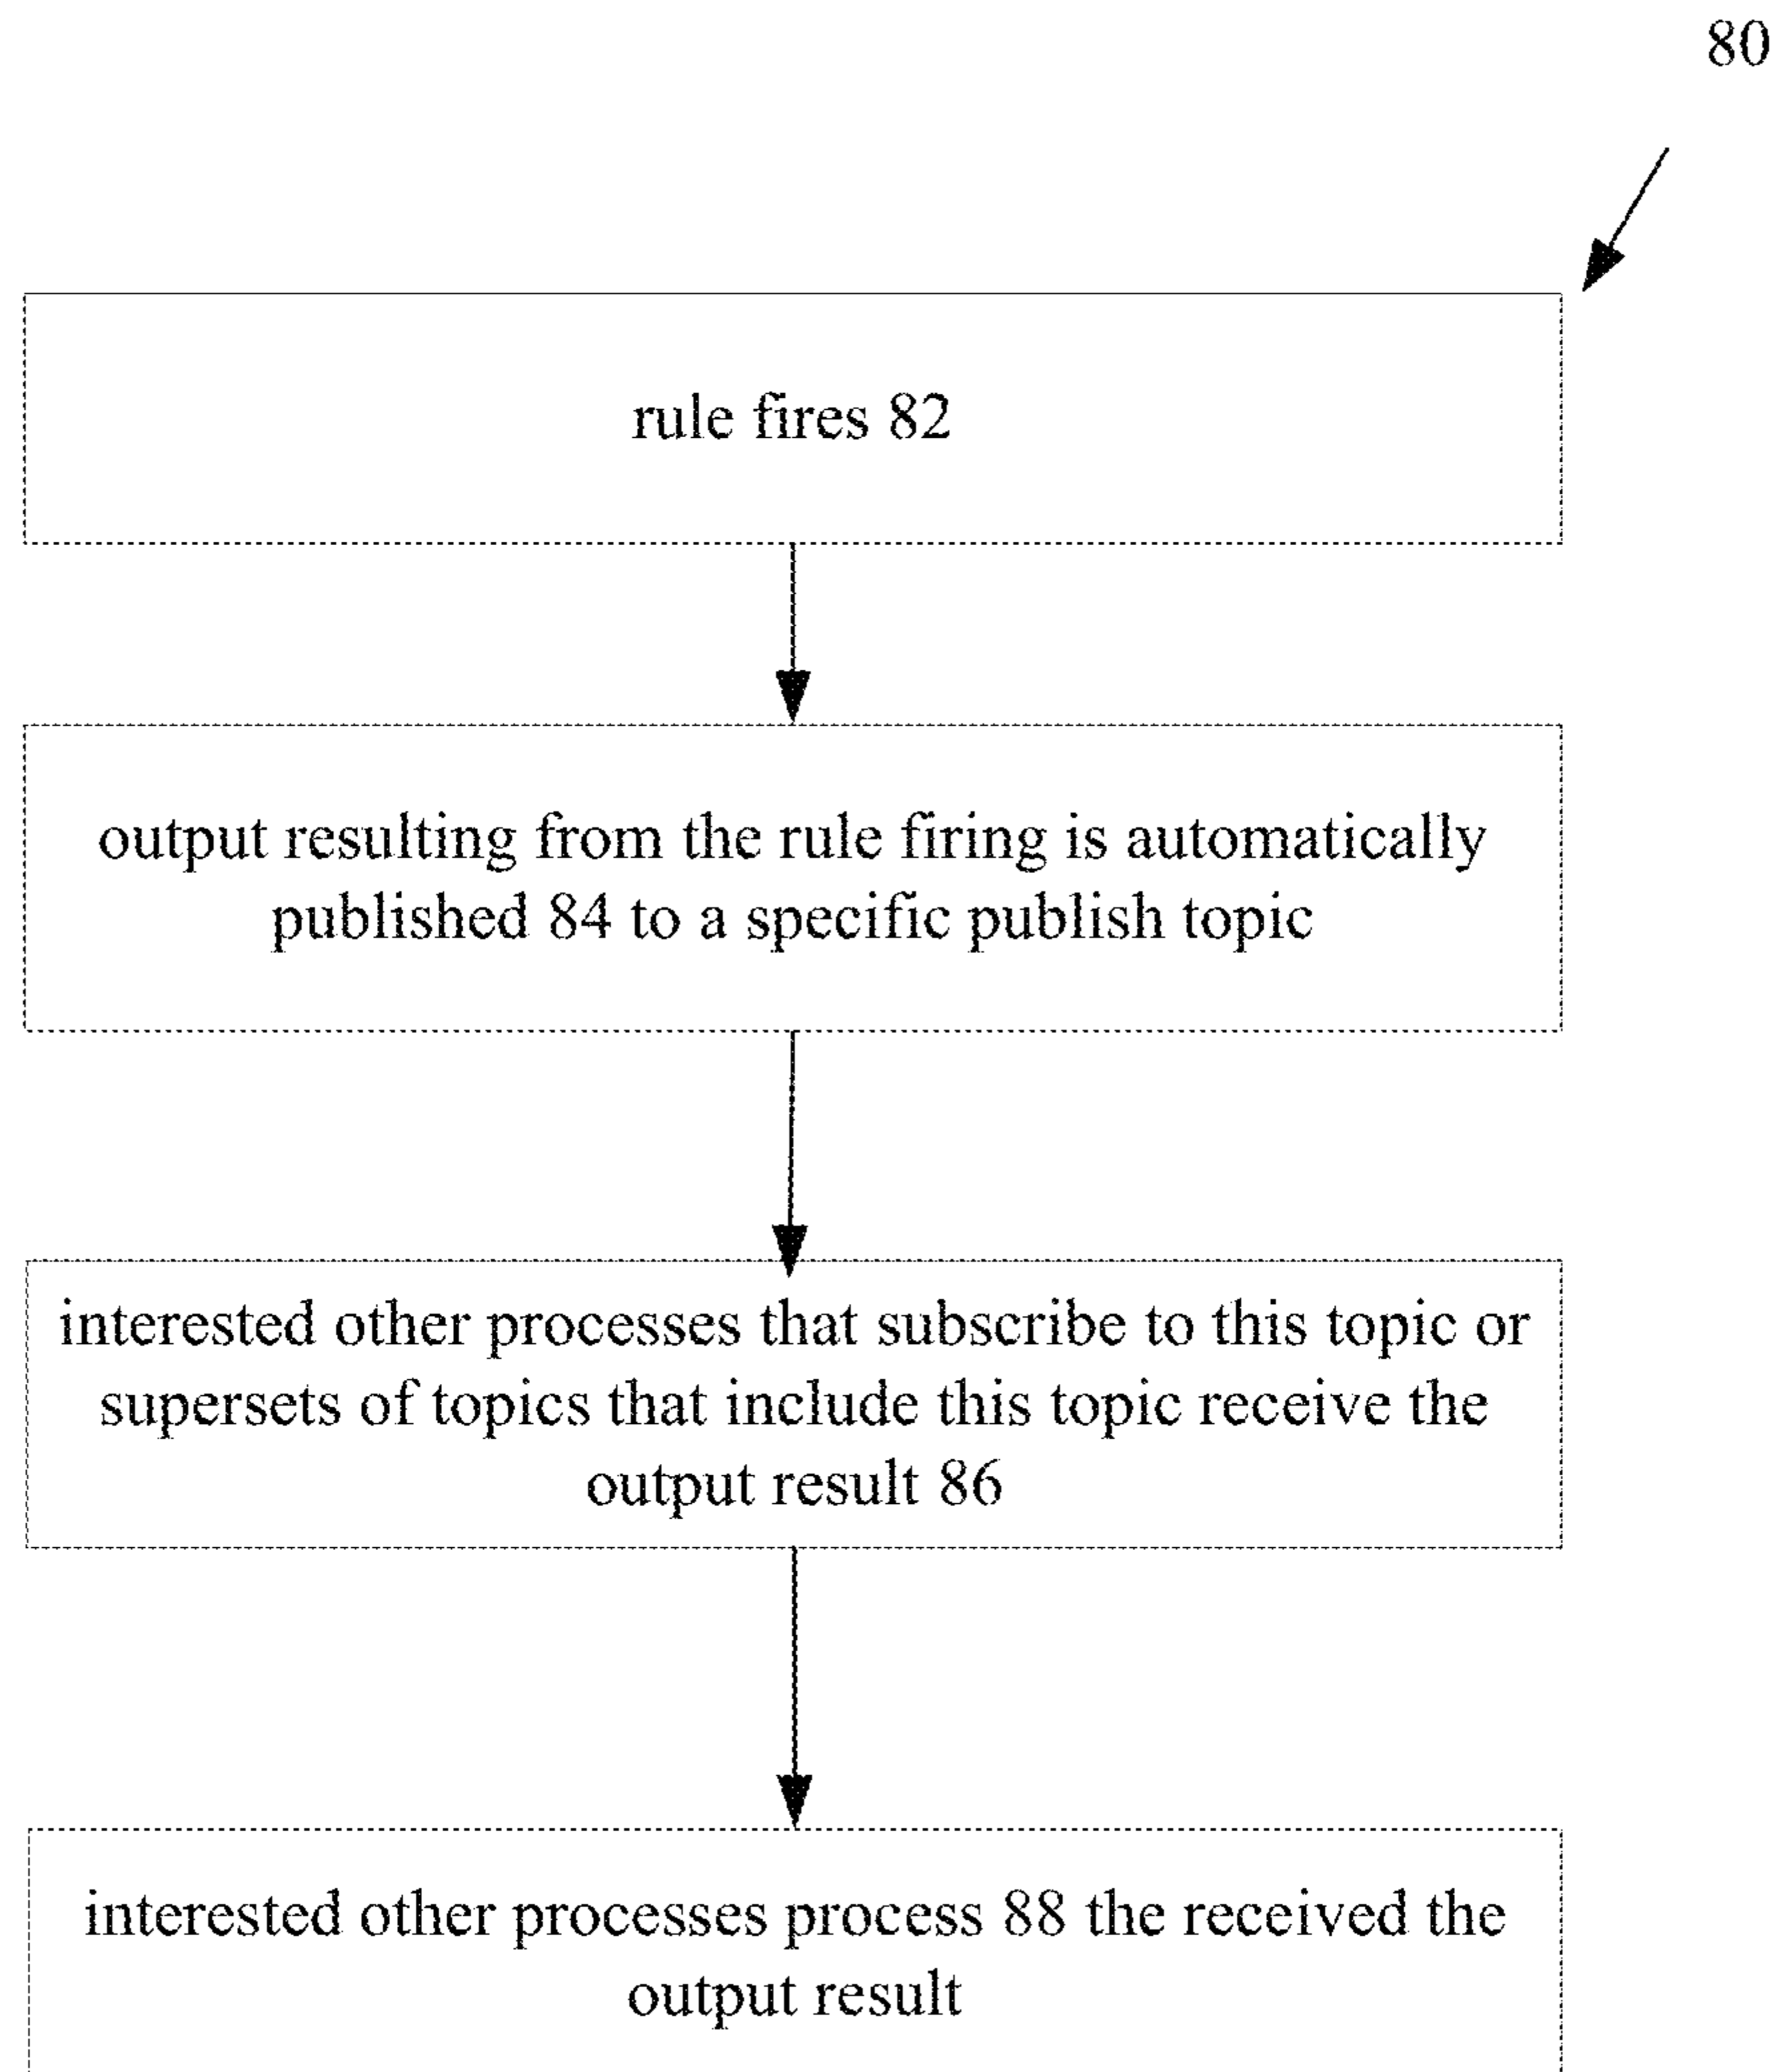 80
rule fires 82
output resulting from the rule firing is automatically
published 84 to a specific publish topic
interested other processes that subscribe to this topic or
supersets of topics that include this topic receive the
output result 86
interested other processes process 88 the received the
output result